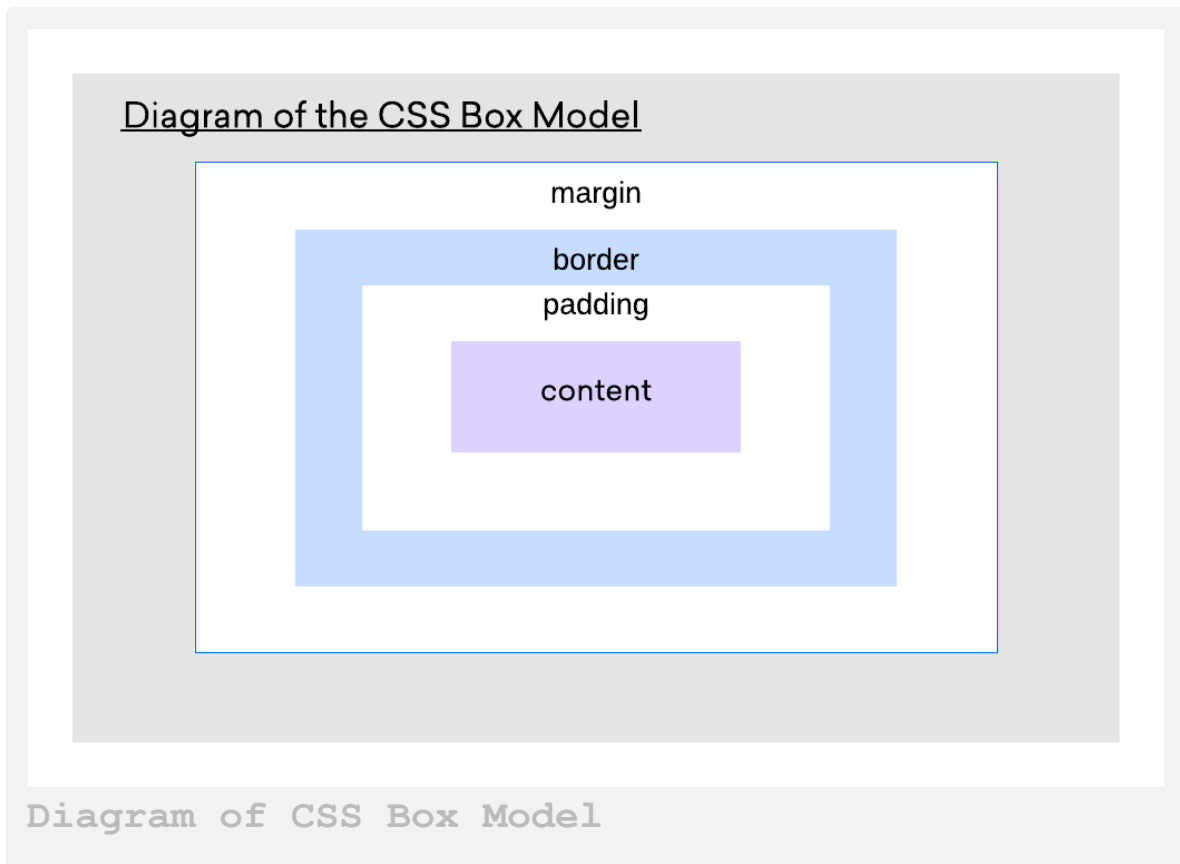 Diagram of the CSS Box Model
margin
border
padding
content
Diagram of CSS Box Model